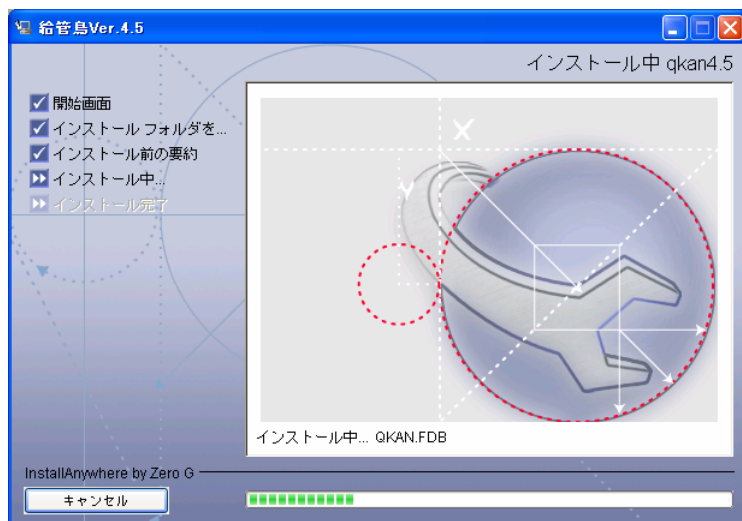 給管鳥Ver.4.5
インストール中 qkan4.5
開始画面
インストール フォルダを...
インストール前の要約
インストール中...
インストール完了
X
Y
インストール中... QKAN.FDB
InstallAnywhere by Zero G
キャンセル